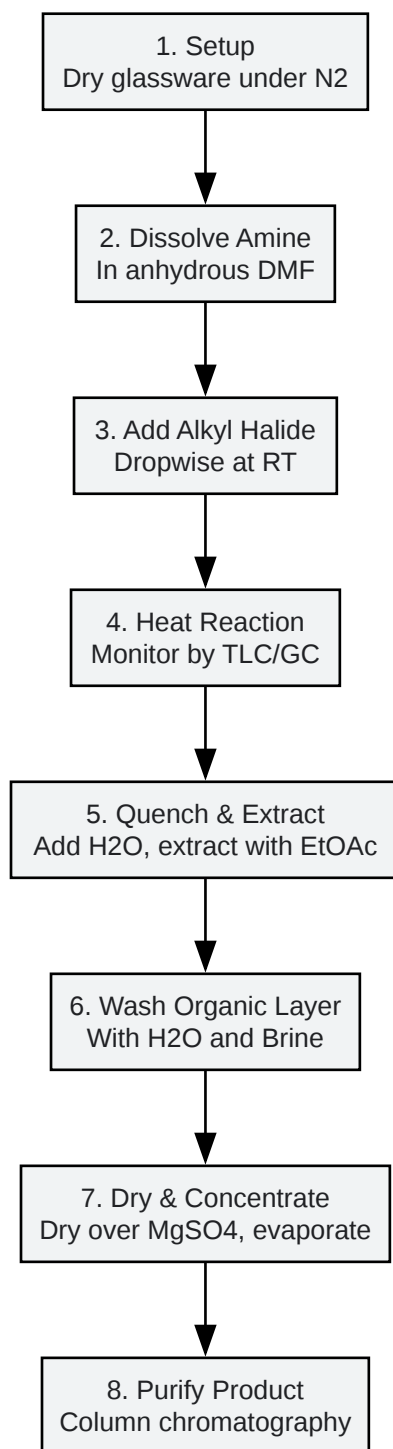 1. Setup
Dry glassware under N2
2. Dissolve Amine
In anhydrous DMF
3. Add Alkyl Halide
Dropwise at RT
4. Heat Reaction
Monitor by TLC/GC
5. Quench & Extract
Add H2O, extract with EtOAc
6. Wash Organic Layer
With H2O and Brine
7. Dry & Concentrate
Dry over MgSO4, evaporate
8. Purify Product
Column chromatography